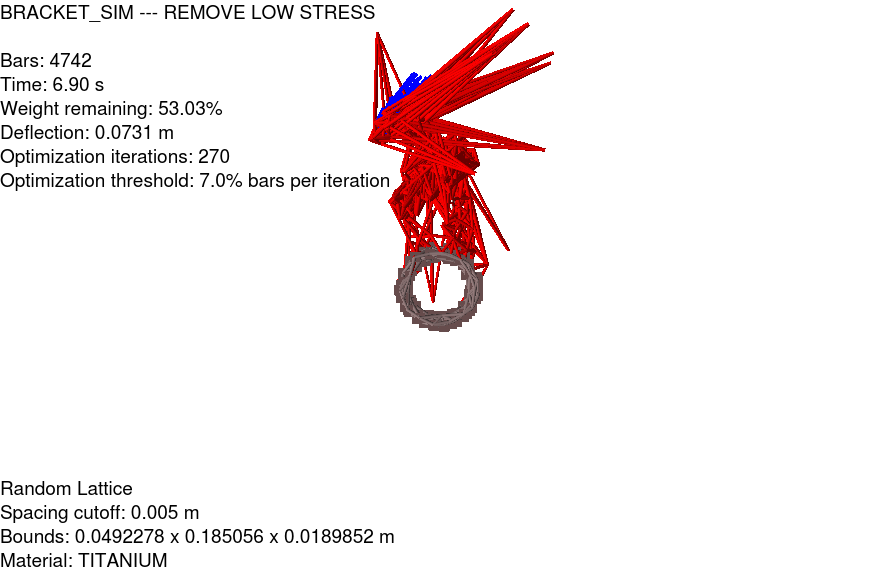 BRACKET_SIM --- REMOVE LOW STRESS
Bars: 4742
Time: 6.90 s
Weight remaining: 53.03%
Deflection: 0.0731 m
Optimization iterations: 270
Optimization threshold: 7.0% bars per iteration
Random Lattice
Spacing cutoff: 0.005 m
Bounds: 0.0492278 x 0.185056 x 0.0189852 m
Material: TITANIUM